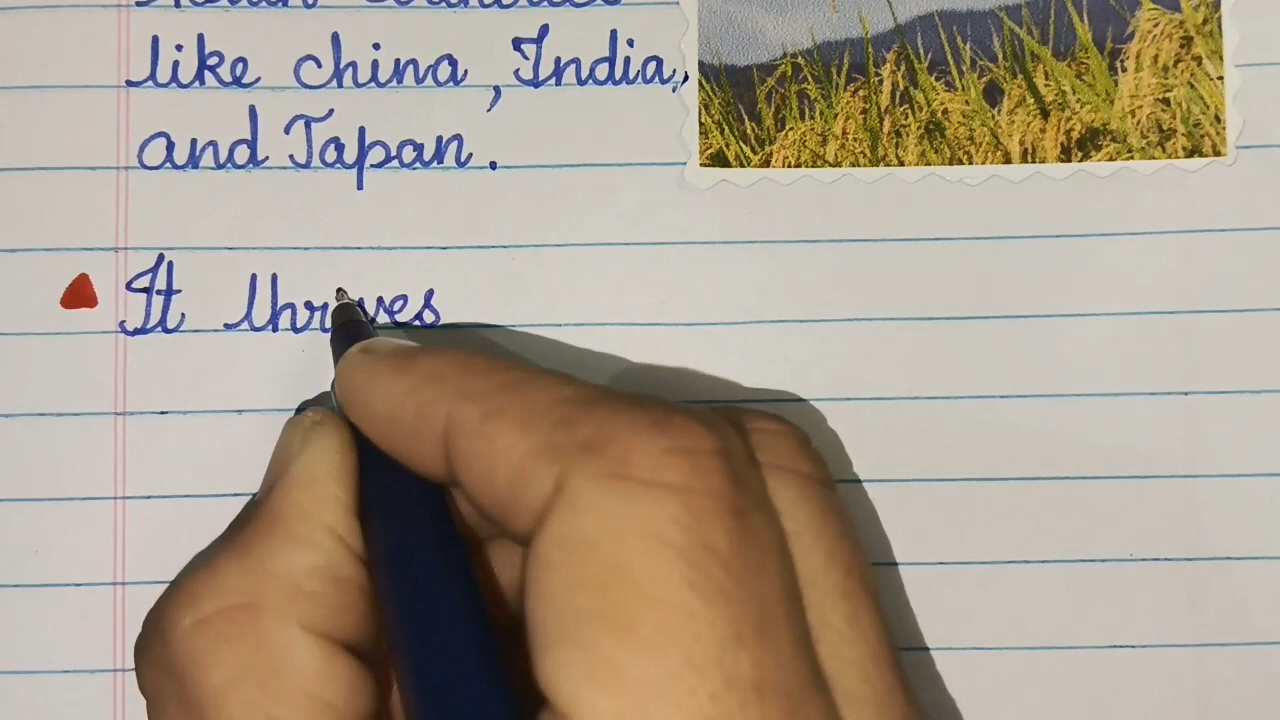 like china, India,
and Japan.
It thrives